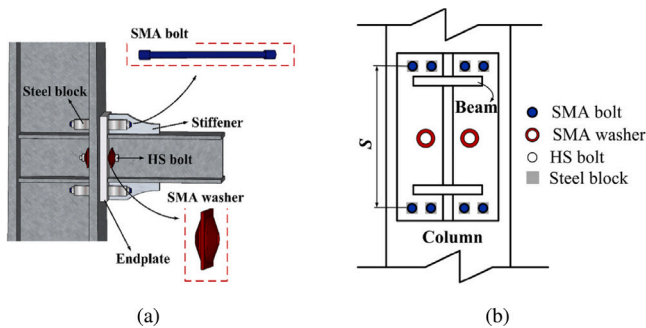 SMA bolt
Steel block
Stiffener
HS bolt
SMA washer
Endplate
(a)
Beam
S
Column
SMA bolt
SMA washer
HS bolt
Steel block
(b)